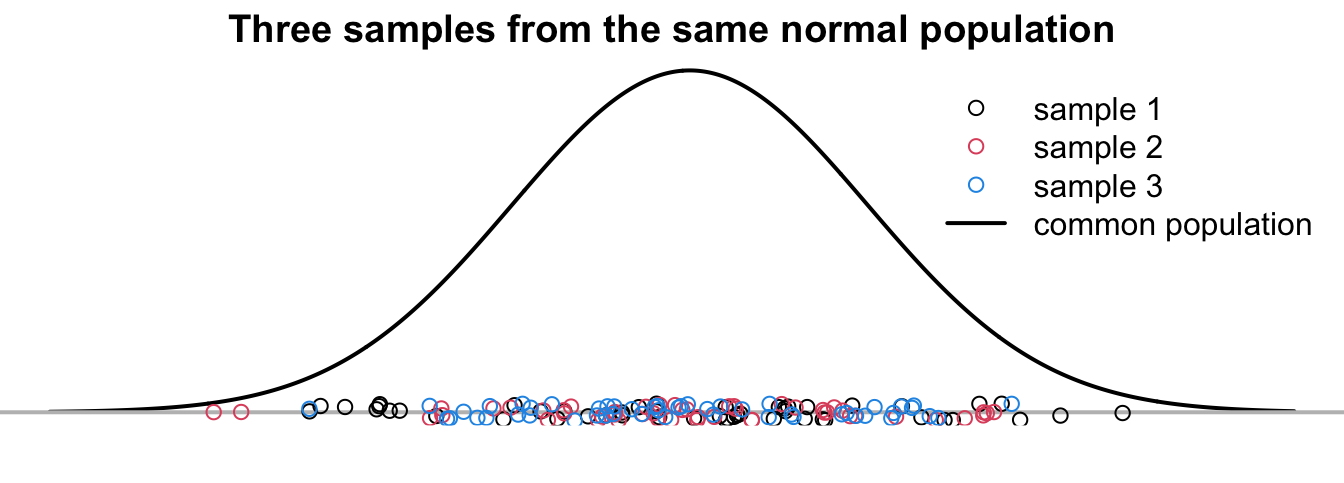 Three samples from the same normal population
sample 1
sample 2
sample 3
common population